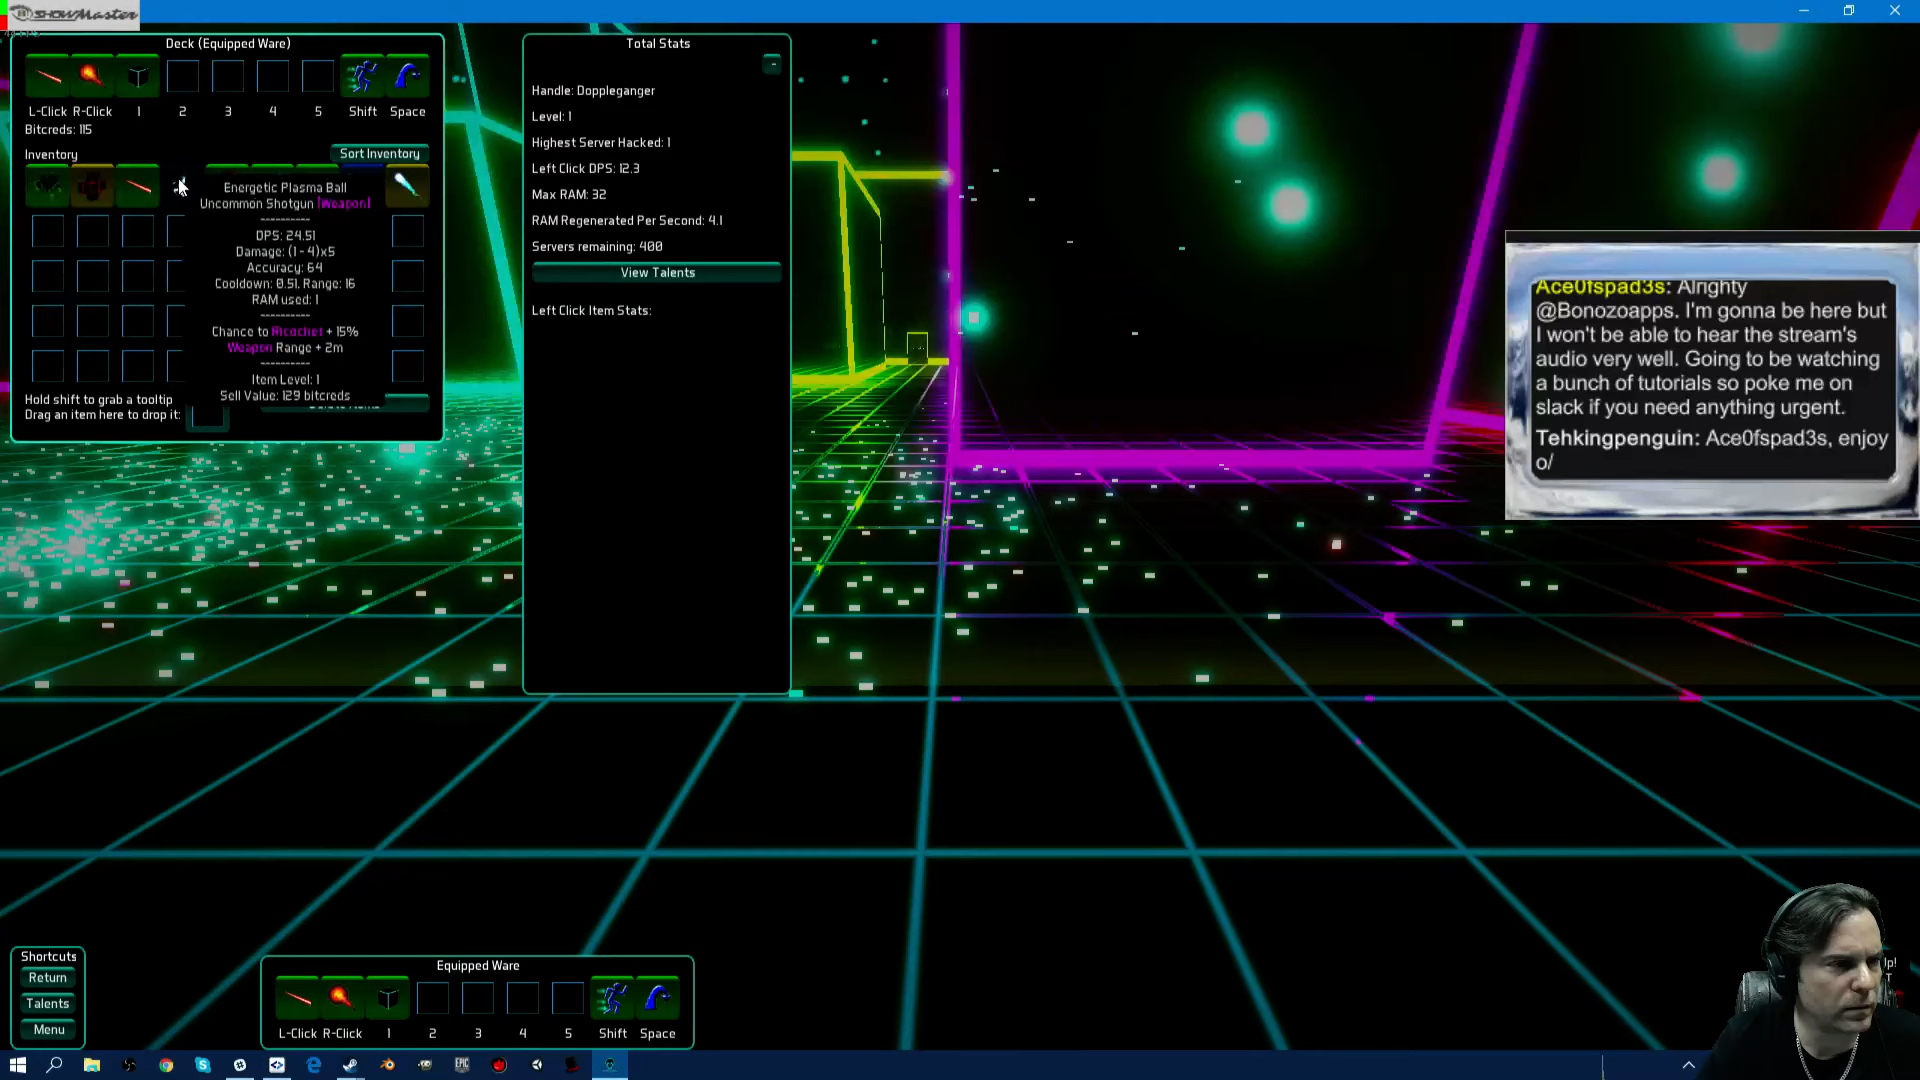 SHOWMASTER
Deck (Equipped Ware)
L-Click R-Click 1 2 3 4 5 Shift Space
Bitcreds: 115
Inventory
Sort Inventory
Energetic Plasma Ball
Uncommon Shotgun [Weapon]
----------
DPS: 24.51
Damage: (1 - 4)x5
Accuracy: 64
Cooldown: 0.51. Range: 16
RAM used: 1
----------
Chance to Ricochet + 15%
Weapon Range + 2m
----------
Item Level: 1
Sell Value: 129 bitcreds
Hold shift to grab a tooltip
Drag an item here to drop it:
Total Stats
-
Handle: Doppleganger
Level: 1
Highest Server Hacked: 1
Left Click DPS: 12.3
Max RAM: 32
RAM Regenerated Per Second: 4.1
Servers remaining: 400
View Talents
Left Click Item Stats:
Ace0fspad3s: Alrighty
@Bonozoapps. I'm gonna be here but
I won't be able to hear the stream's
audio very well. Going to be watching
a bunch of tutorials so poke me on
slack if you need anything urgent.
Tehkingpenguin: Ace0fspad3s, enjoy
o/
Shortcuts
Return
Talents
Menu
Equipped Ware
L-Click R-Click 1 2 3 4 5 Shift Space
EPIC